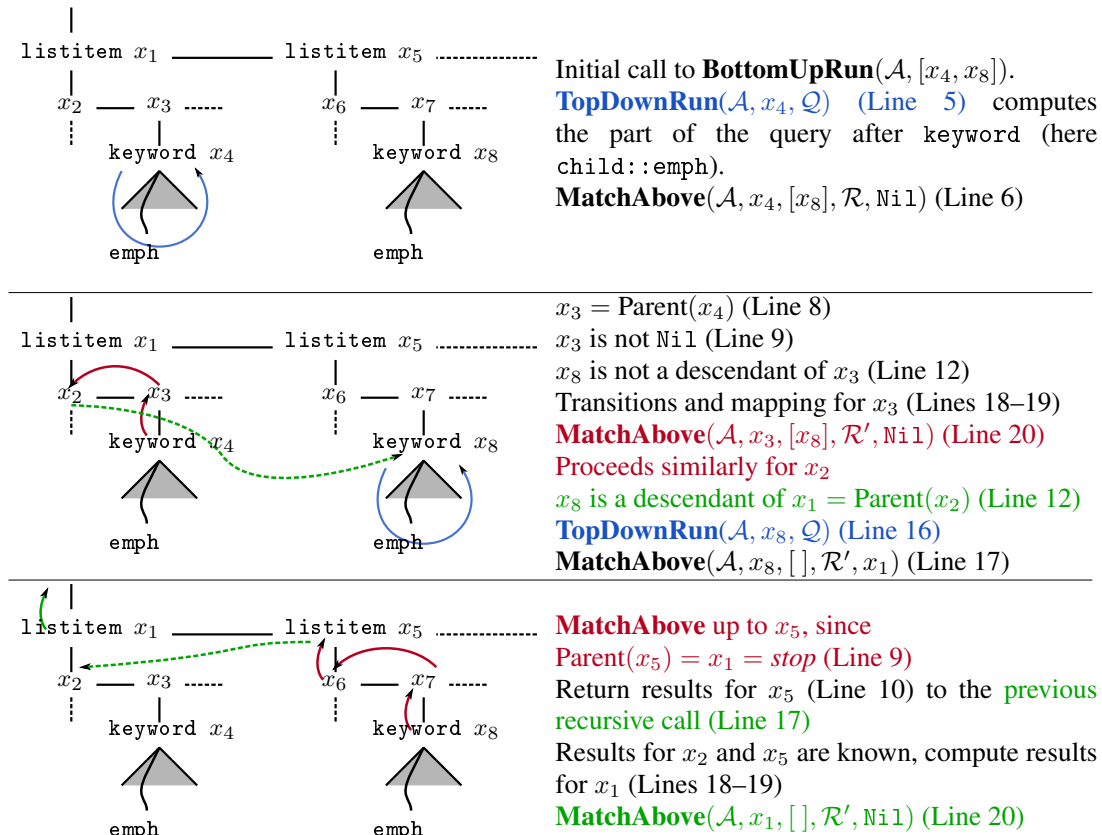 listitem x₁ listitem x₅
x₂ x₃ x₆ x₇
keyword x₄ keyword x₈
emph emph
Initial call to BottomUpRun(𝒜, [x₄, x₈]).
TopDownRun(𝒜, x₄, 𝒬) (Line 5) computes
the part of the query after keyword (here
child::emph).
MatchAbove(𝒜, x₄, [x₈], ℛ, Nil) (Line 6)
listitem x₁ listitem x₅
x₂ x₃ x₆ x₇
keyword x₄ keyword x₈
emph emph
x₃ = Parent(x₄) (Line 8)
x₃ is not Nil (Line 9)
x₈ is not a descendant of x₃ (Line 12)
Transitions and mapping for x₃ (Lines 18–19)
MatchAbove(𝒜, x₃, [x₈], ℛ′, Nil) (Line 20)
Proceeds similarly for x₂
x₈ is a descendant of x₁ = Parent(x₂) (Line 12)
TopDownRun(𝒜, x₈, 𝒬) (Line 16)
MatchAbove(𝒜, x₈, [ ], ℛ′, x₁) (Line 17)
listitem x₁ listitem x₅
x₂ x₃ x₆ x₇
keyword x₄ keyword x₈
emph emph
MatchAbove up to x₅, since
Parent(x₅) = x₁ = stop (Line 9)
Return results for x₅ (Line 10) to the previous
recursive call (Line 17)
Results for x₂ and x₅ are known, compute results
for x₁ (Lines 18–19)
MatchAbove(𝒜, x₁, [ ], ℛ′, Nil) (Line 20)